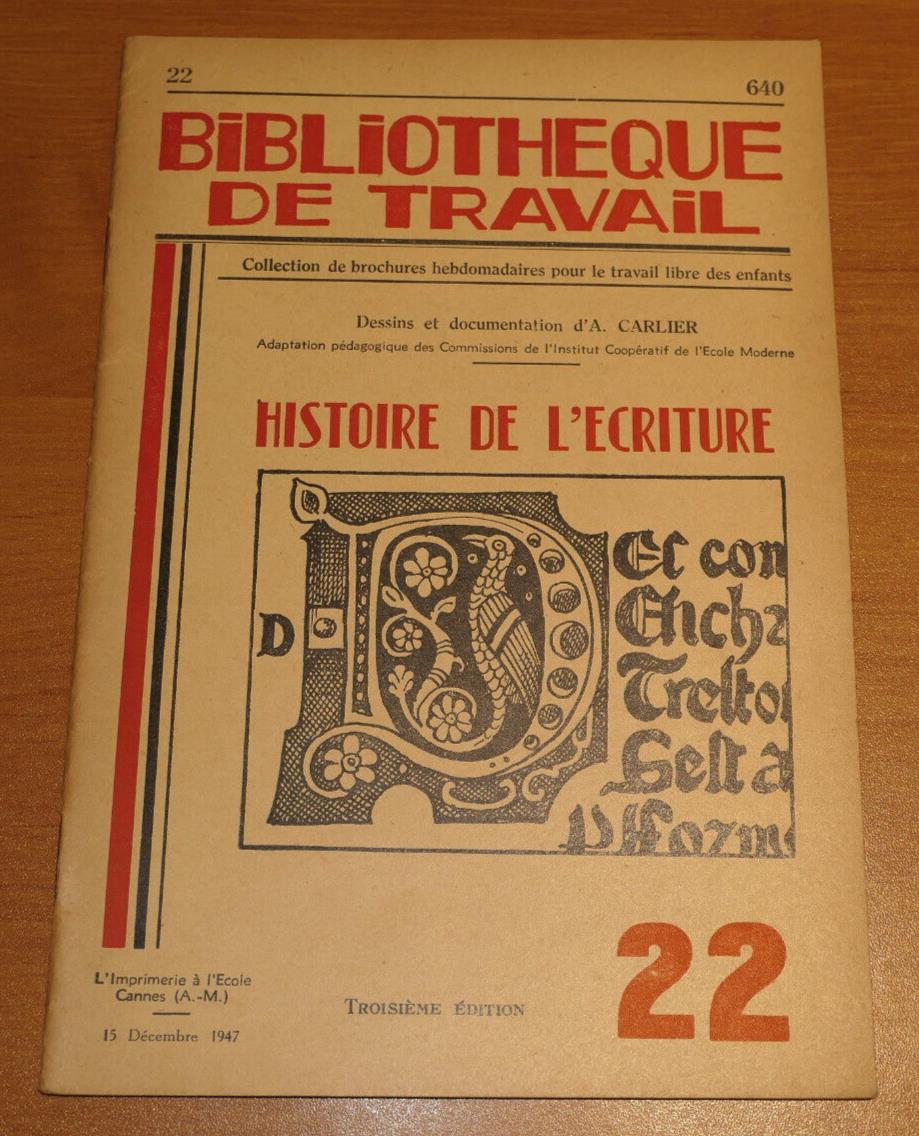 22
640
BiBLiOTHEQUE
DE TRAVAiL
Collection de brochures hebdomadaires pour le travail libre des enfants
Dessins et documentation d'A. CARLIER
Adaptation pédagogique des Commissions de l'Institut Coopératif de l'Ecole Moderne
HISTOIRE DE L'ECRITURE
D
Et con
22
L'Imprimerie à l'Ecole
Cannes (A.-M.)
TROISIÈME ÉDITION
15 Décembre 1947